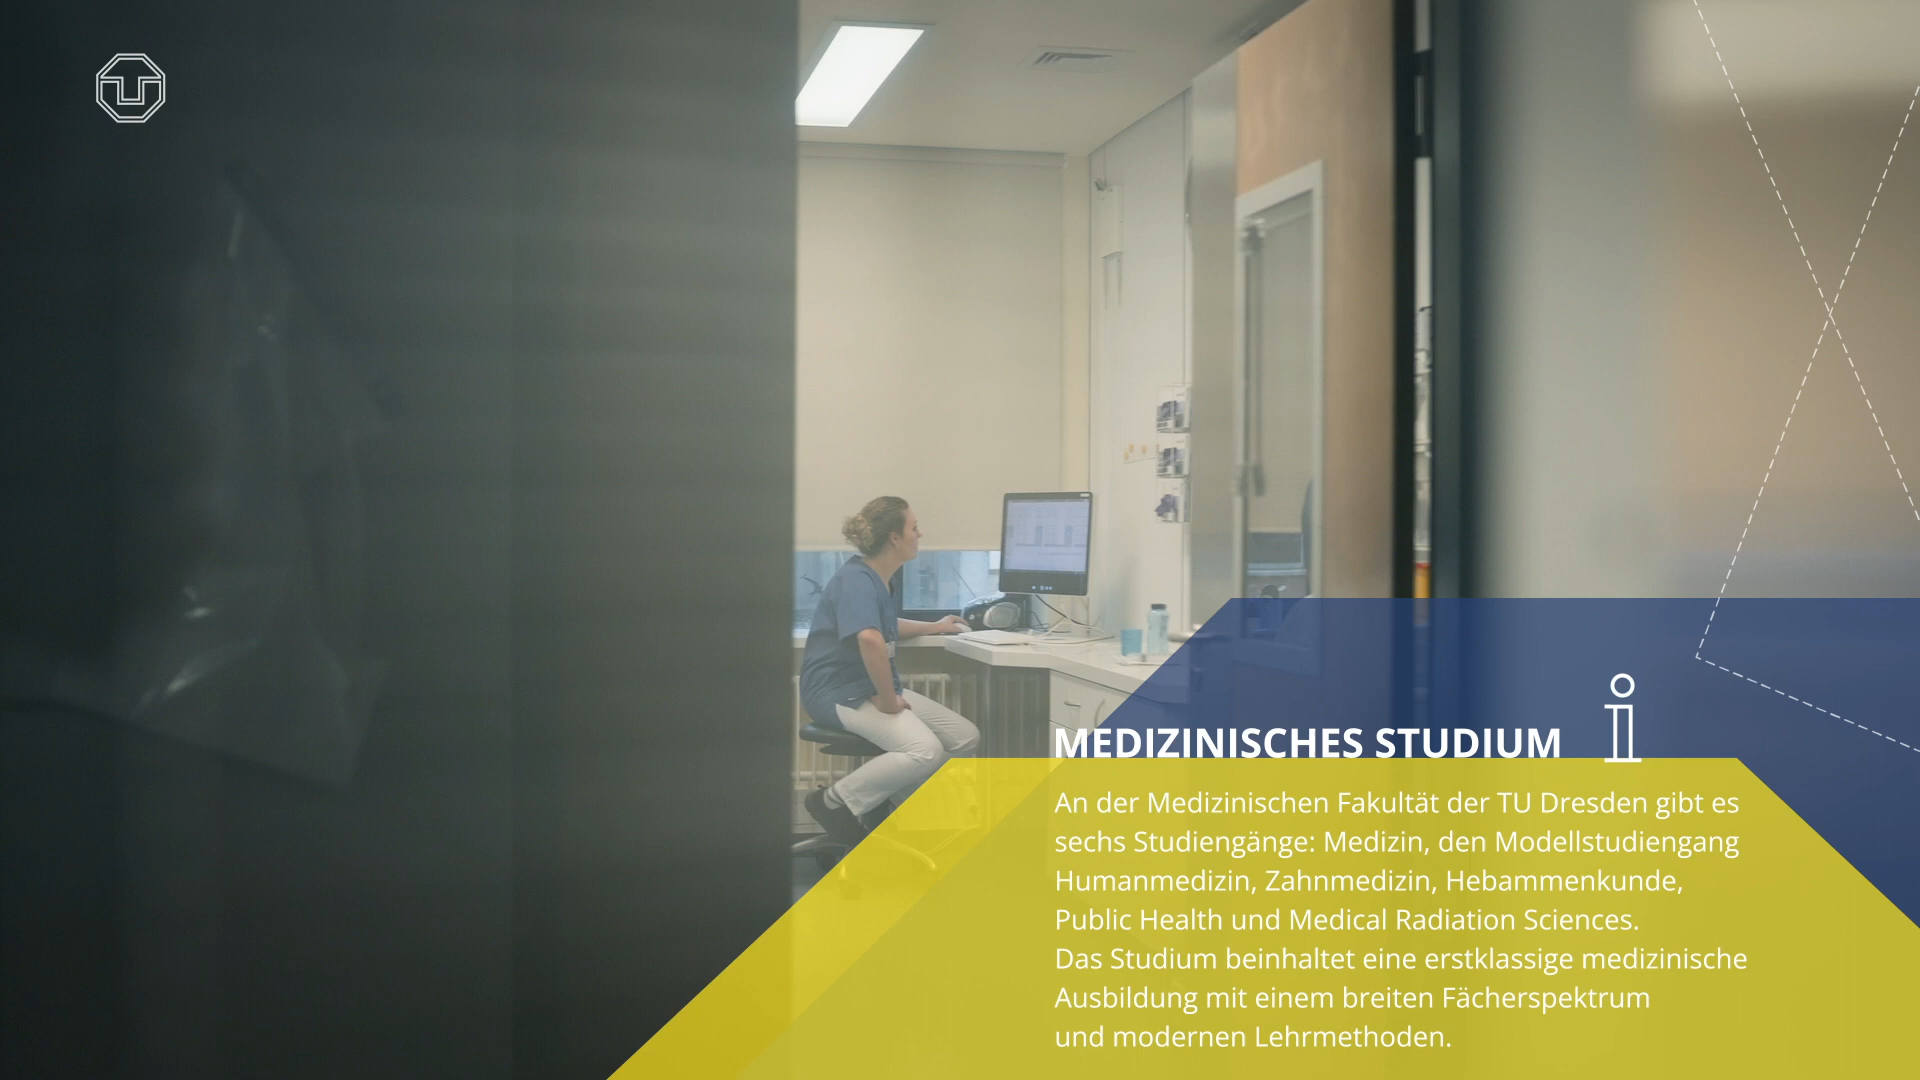 MEDIZINISCHES STUDIUM
An der Medizinischen Fakultät der TU Dresden gibt es
sechs Studiengänge: Medizin, den Modellstudiengang
Humanmedizin, Zahnmedizin, Hebammenkunde,
Public Health und Medical Radiation Sciences.
Das Studium beinhaltet eine erstklassige medizinische
Ausbildung mit einem breiten Fächerspektrum
und modernen Lehrmethoden.